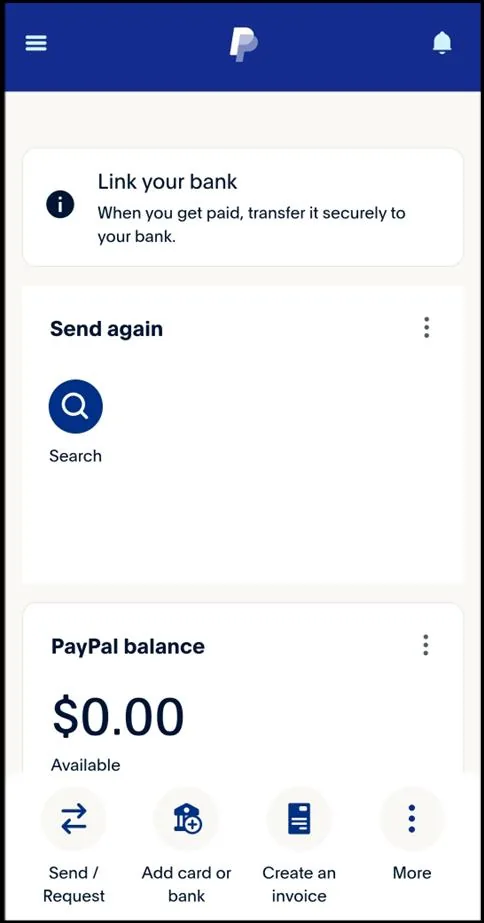 Link your bank
When you get paid, transfer it securely to
your bank.
Send again
Search
PayPal balance
$0.00
Available
Send /
Request
Add card or
bank
Create an
invoice
More